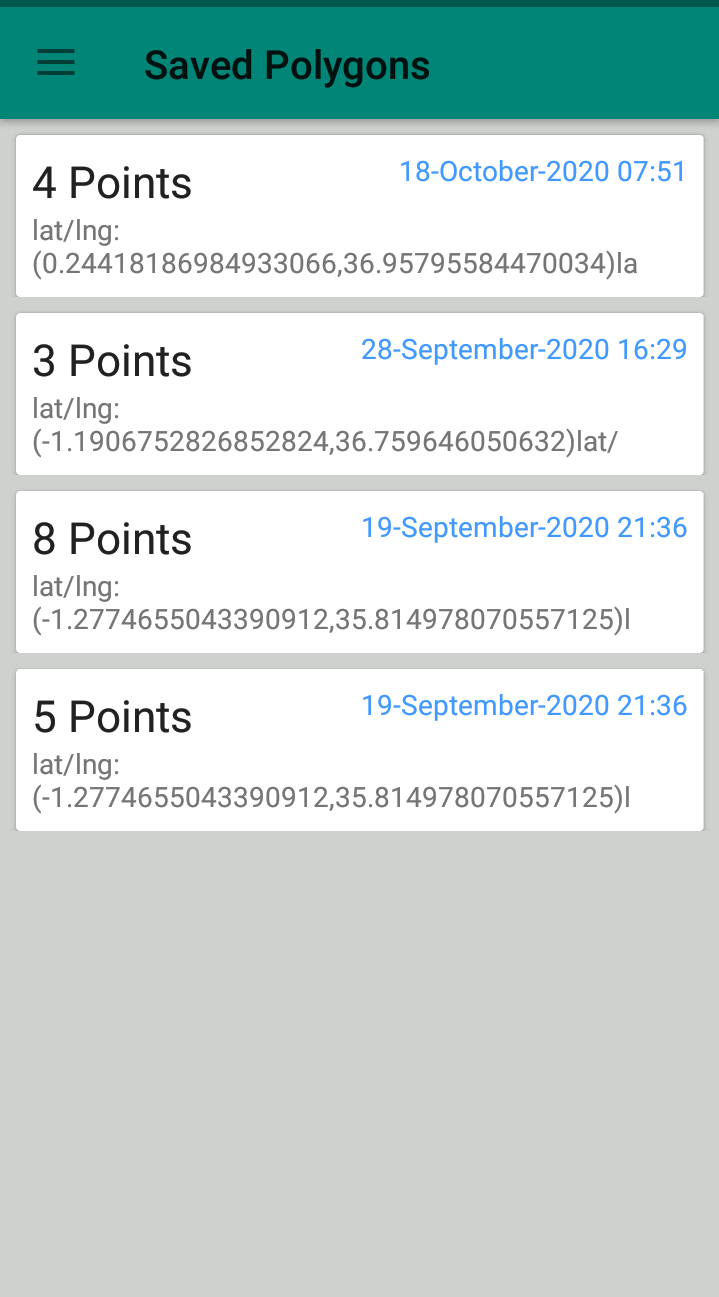 Saved Polygons
4 Points
18-October-2020 07:51
lat/lng:
(0.24418186984933066,36.95795584470034)la
3 Points
28-September-2020 16:29
lat/lng:
(-1.1906752826852824,36.759646050632)lat/
8 Points
19-September-2020 21:36
lat/lng:
(-1.2774655043390912,35.814978070557125)l
5 Points
19-September-2020 21:36
lat/lng:
(-1.2774655043390912,35.814978070557125)l